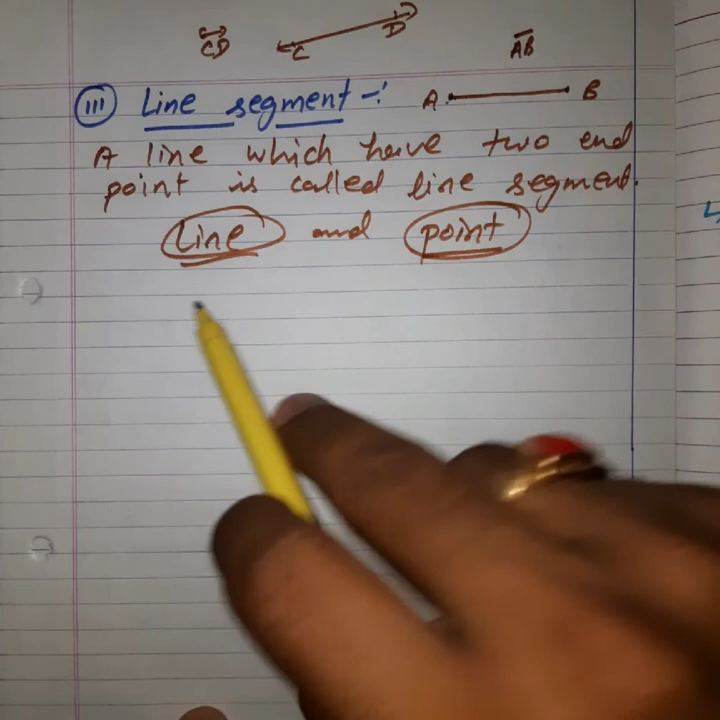 CD C D AB
(iii) Line segment -: A B
A line which have two end
point is called line segment.
Line and point